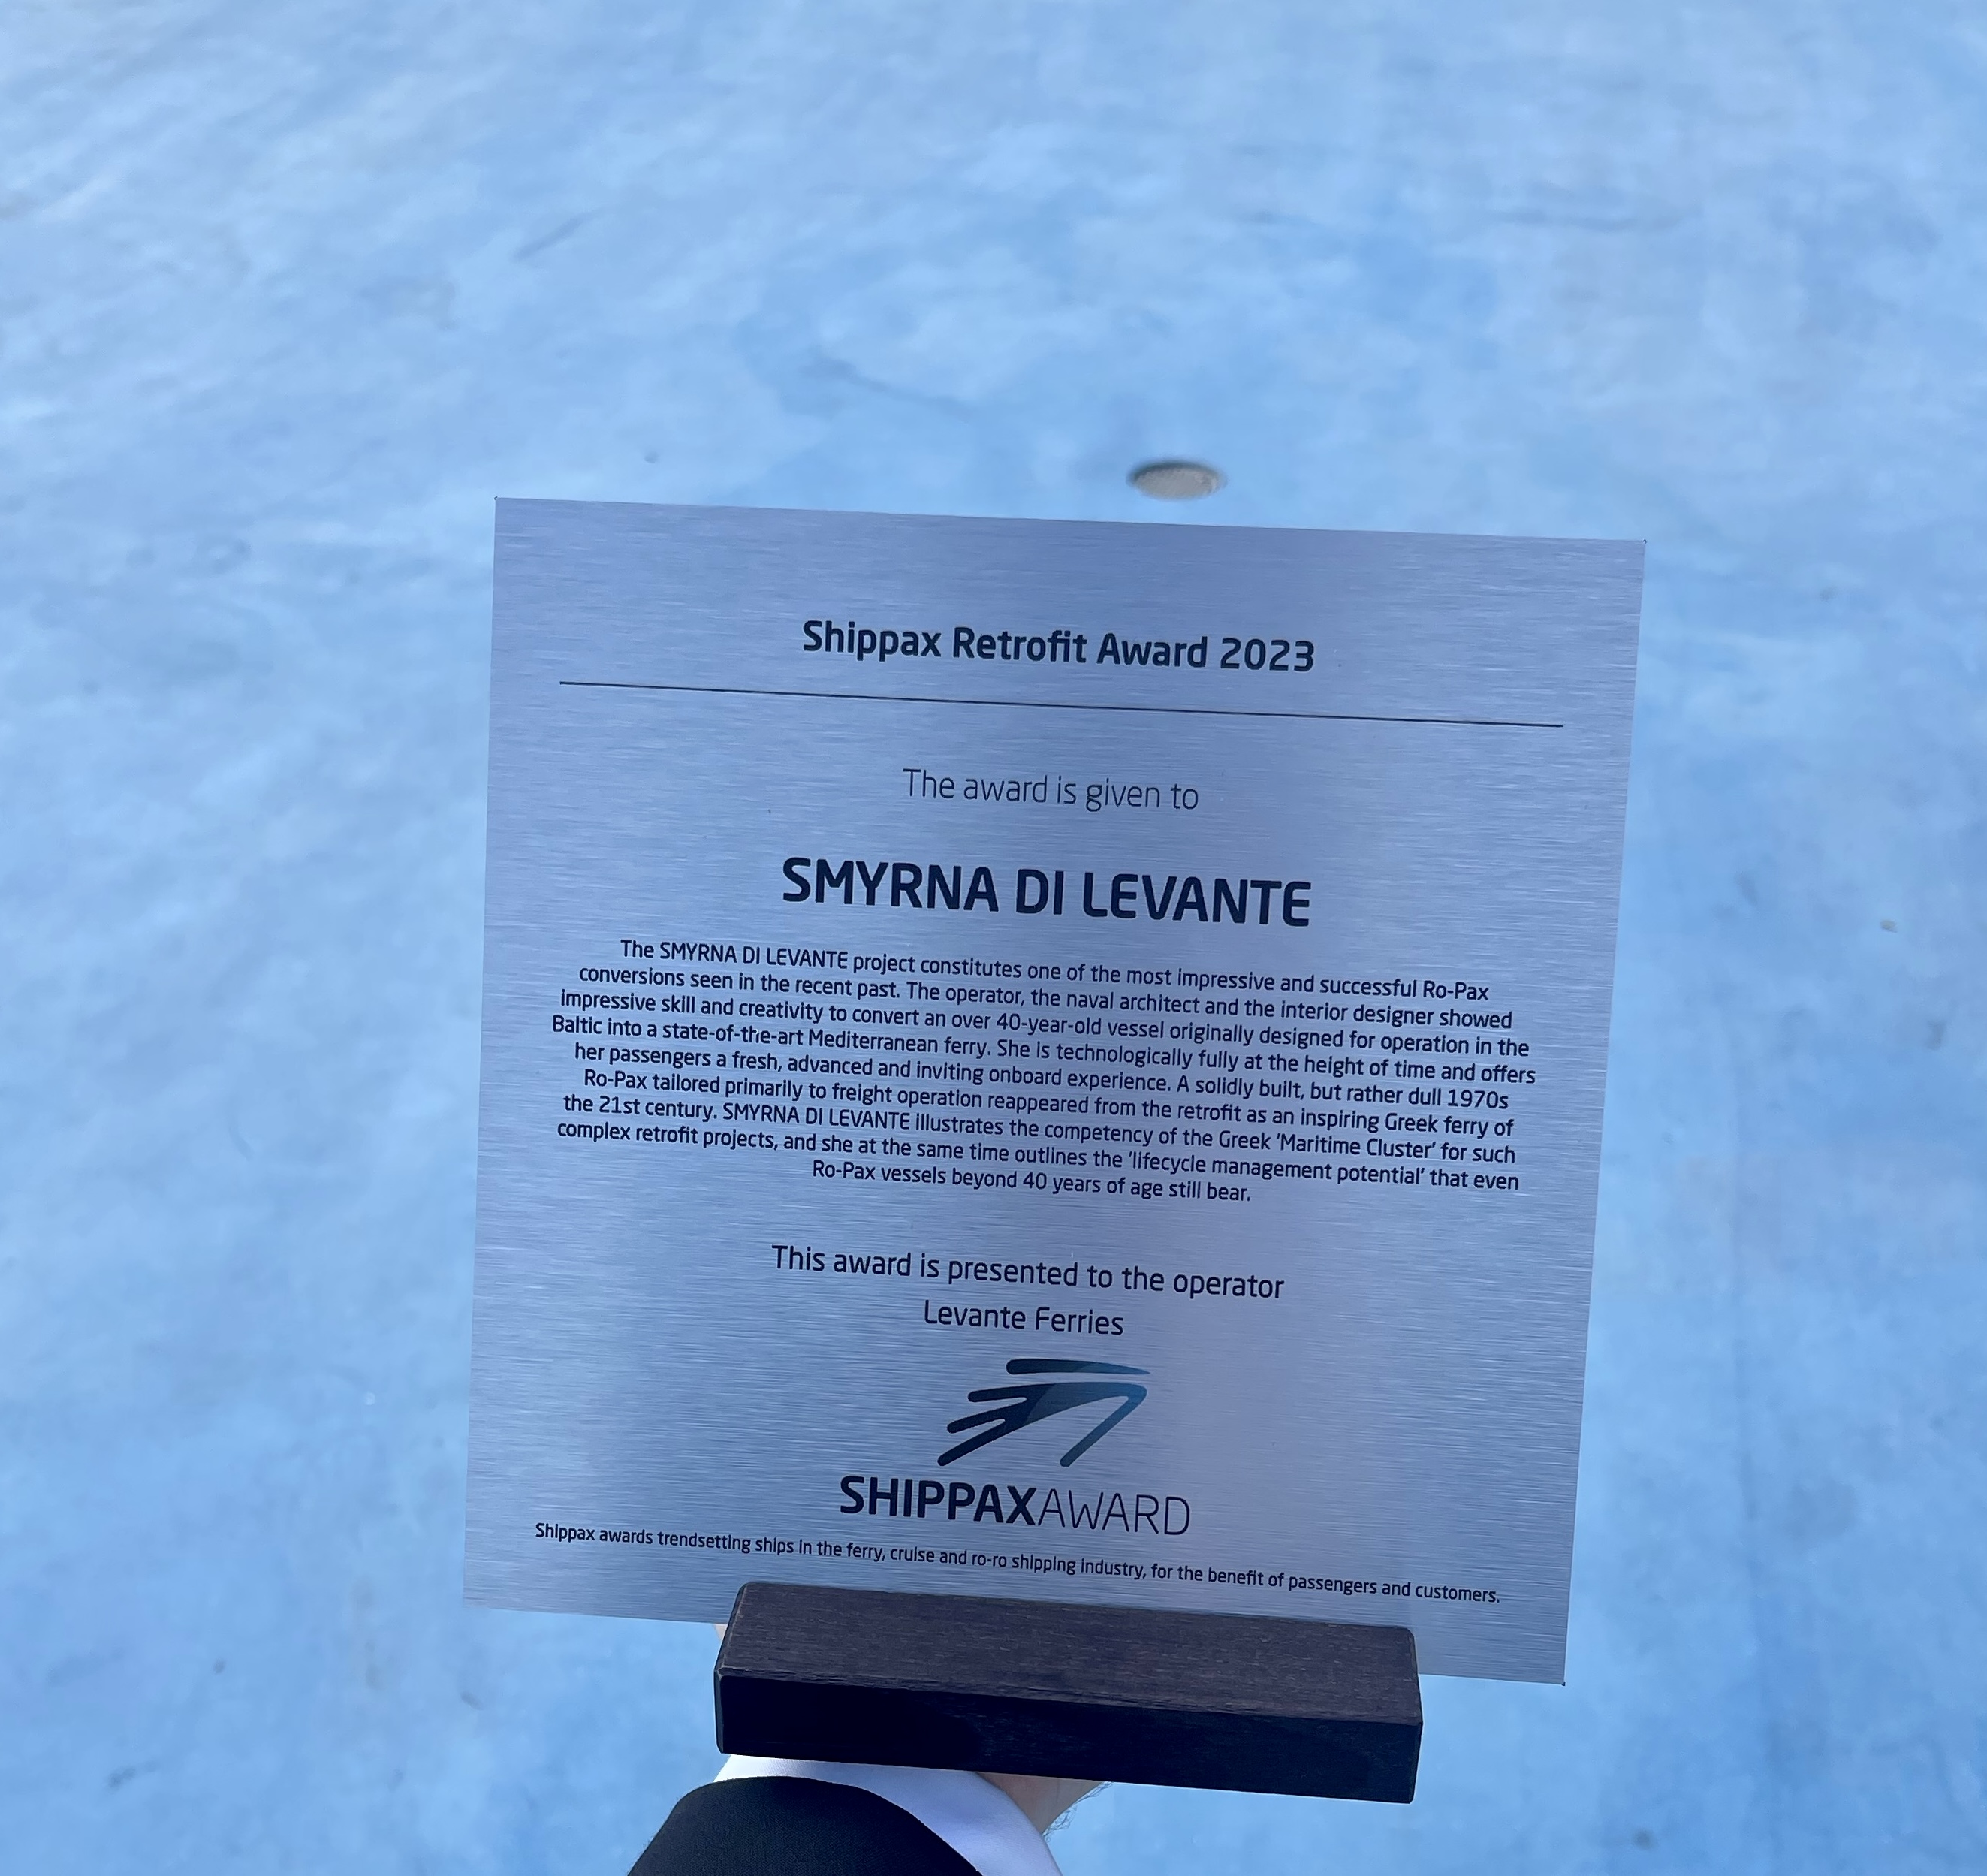 Shippax Retrofit Award 2023
The award is given to
SMYRNA DI LEVANTE
The SMYRNA DI LEVANTE project constitutes one of the most impressive and successful Ro-Pax
conversions seen in the recent past. The operator, the naval architect and the interior designer showed
impressive skill and creativity to convert an over 40-year-old vessel originally designed for operation in the
Baltic into a state-of-the-art Mediterranean ferry. She is technologically fully at the height of time and offers
her passengers a fresh, advanced and inviting onboard experience. A solidly built, but rather dull 1970s
Ro-Pax tailored primarily to freight operation reappeared from the retrofit as an inspiring Greek ferry of
the 21st century. SMYRNA DI LEVANTE illustrates the competency of the Greek 'Maritime Cluster' for such
complex retrofit projects, and she at the same time outlines the 'lifecycle management potential' that even
Ro-Pax vessels beyond 40 years of age still bear.
This award is presented to the operator
Levante Ferries
SHIPPAXAWARD
Shippax awards trendsetting ships in the ferry, cruise and ro-ro shipping industry, for the benefit of passengers and customers.